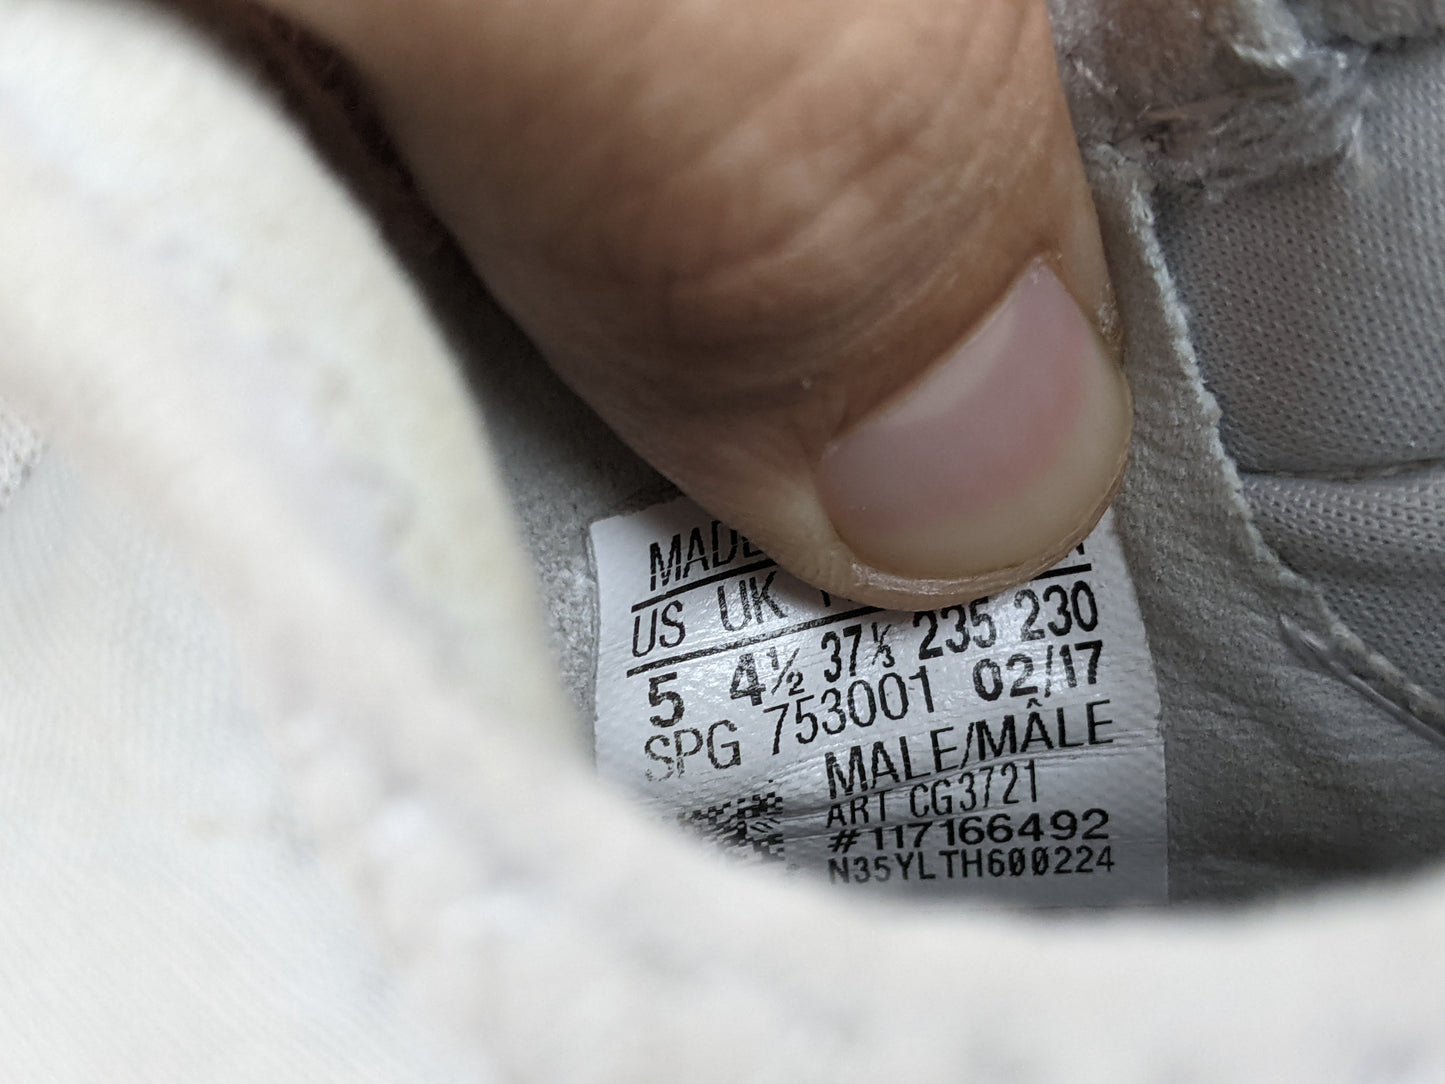 US UK
5 4½ 37⅓ 235 230
SPG 753001 02/17
MALE/MÂLE
ART CG3721
#117166492
N35YLTH600224